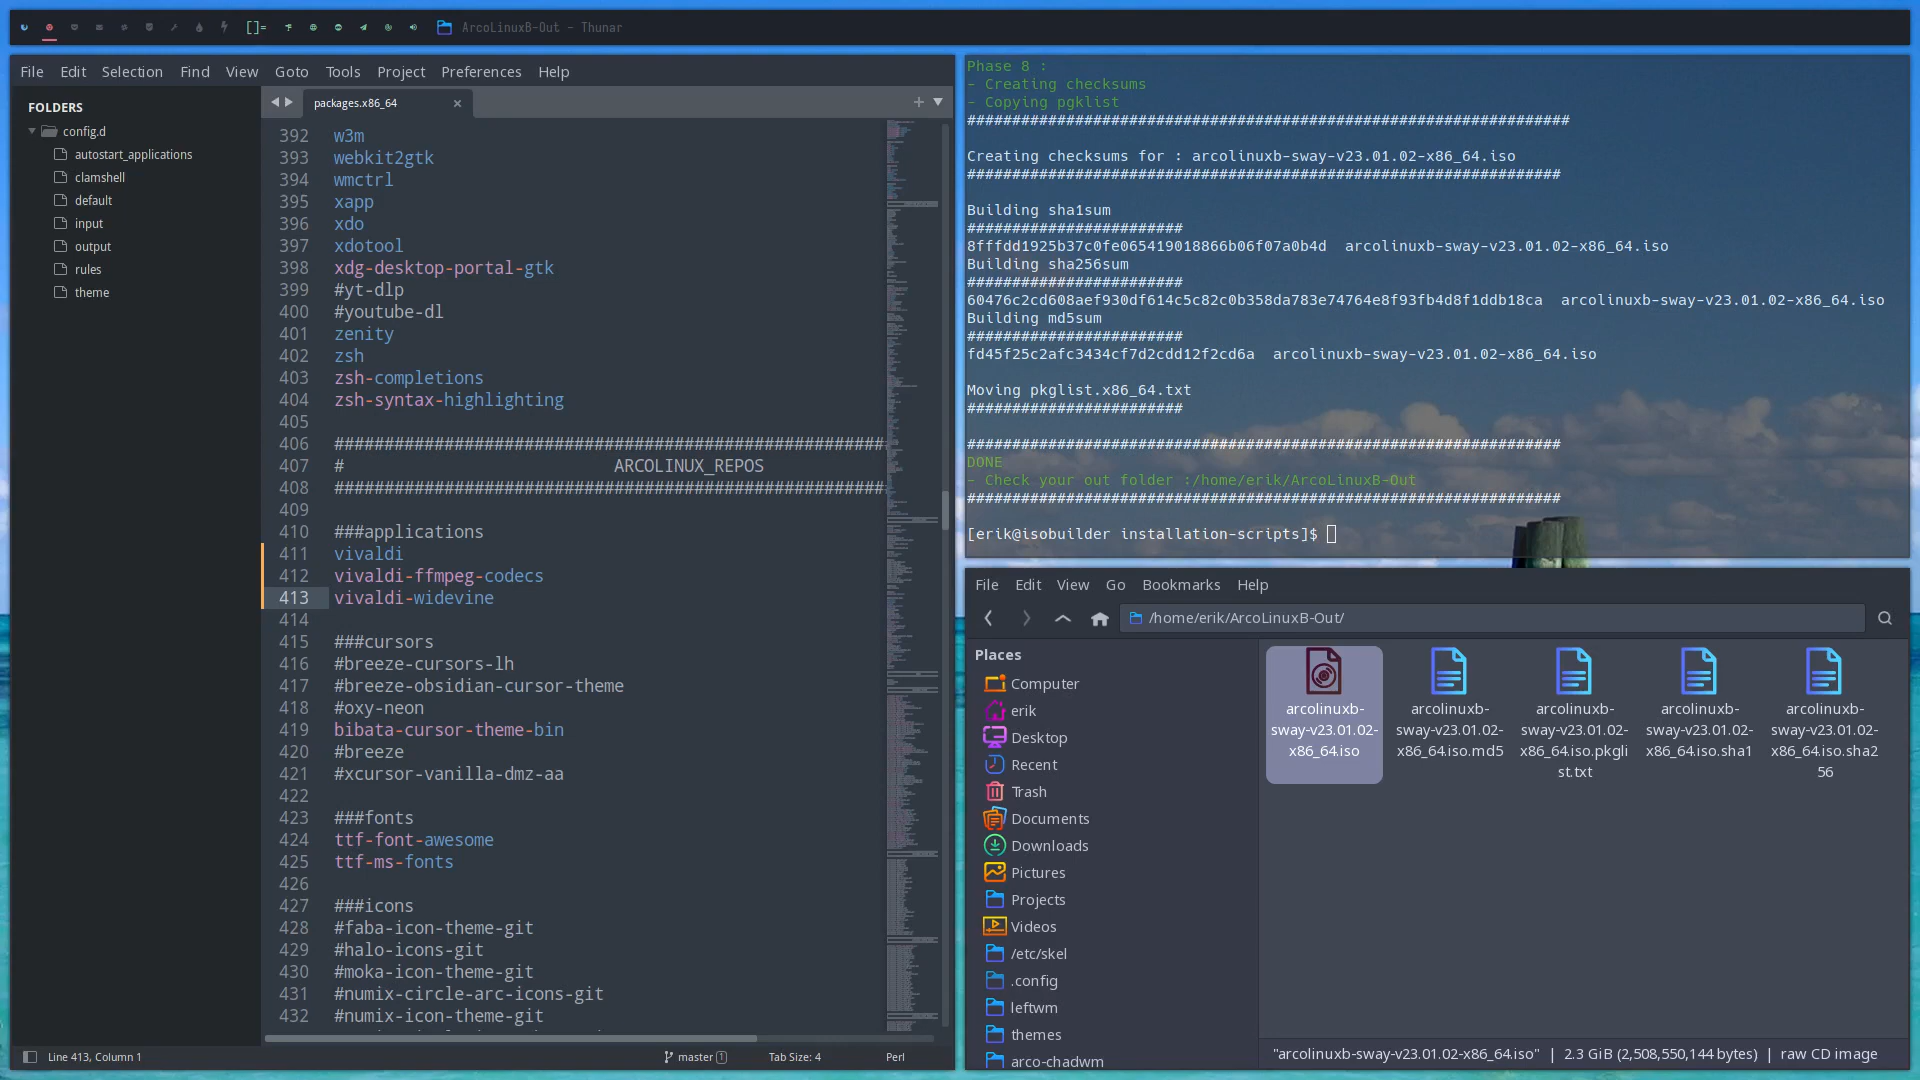 []= ArcoLinuxB-Out - Thunar
File Edit Selection Find View Goto Tools Project Preferences Help
FOLDERS
config.d
autostart_applications
clamshell
default
input
output
rules
theme
packages.x86_64
392 w3m
393 webkit2gtk
394 wmctrl
395 xapp
396 xdo
397 xdotool
398 xdg-desktop-portal-gtk
399 #yt-dlp
400 #youtube-dl
401 zenity
402 zsh
403 zsh-completions
404 zsh-syntax-highlighting
405
406 #######################################################
407 # ARCOLINUX_REPOS
408 #######################################################
409
410 ###applications
411 vivaldi
412 vivaldi-ffmpeg-codecs
413 vivaldi-widevine
414
415 ###cursors
416 #breeze-cursors-lh
417 #breeze-obsidian-cursor-theme
418 #oxy-neon
419 bibata-cursor-theme-bin
420 #breeze
421 #xcursor-vanilla-dmz-aa
422
423 ###fonts
424 ttf-font-awesome
425 ttf-ms-fonts
426
427 ###icons
428 #faba-icon-theme-git
429 #halo-icons-git
430 #moka-icon-theme-git
431 #numix-circle-arc-icons-git
432 #numix-icon-theme-git
Line 413, Column 1 master 1 Tab Size: 4 Perl
Phase 8 :
- Creating checksums
- Copying pgklist
###################################################################
Creating checksums for : arcolinuxb-sway-v23.01.02-x86_64.iso
##################################################################
Building sha1sum
########################
8fffdd1925b37c0fe065419018866b06f07a0b4d  arcolinuxb-sway-v23.01.02-x86_64.iso
Building sha256sum
########################
60476c2cd608aef930df614c5c82c0b358da783e74764e8f93fb4d8f1ddb18ca  arcolinuxb-sway-v23.01.02-x86_64.iso
Building md5sum
########################
fd45f25c2afc3434cf7d2cdd12f2cd6a  arcolinuxb-sway-v23.01.02-x86_64.iso
Moving pkglist.x86_64.txt
########################
##################################################################
DONE
- Check your out folder :/home/erik/ArcoLinuxB-Out
##################################################################
[erik@isobuilder installation-scripts]$
File Edit View Go Bookmarks Help
/home/erik/ArcoLinuxB-Out/
Places
Computer
erik
Desktop
Recent
Trash
Documents
Downloads
Pictures
Projects
Videos
/etc/skel
.config
leftwm
themes
arco-chadwm
arcolinuxb-
sway-v23.01.02-
x86_64.iso
arcolinuxb-
sway-v23.01.02-
x86_64.iso.md5
arcolinuxb-
sway-v23.01.02-
x86_64.iso.pkgli
st.txt
arcolinuxb-
sway-v23.01.02-
x86_64.iso.sha1
arcolinuxb-
sway-v23.01.02-
x86_64.iso.sha2
56
"arcolinuxb-sway-v23.01.02-x86_64.iso" | 2.3 GiB (2,508,550,144 bytes) | raw CD image